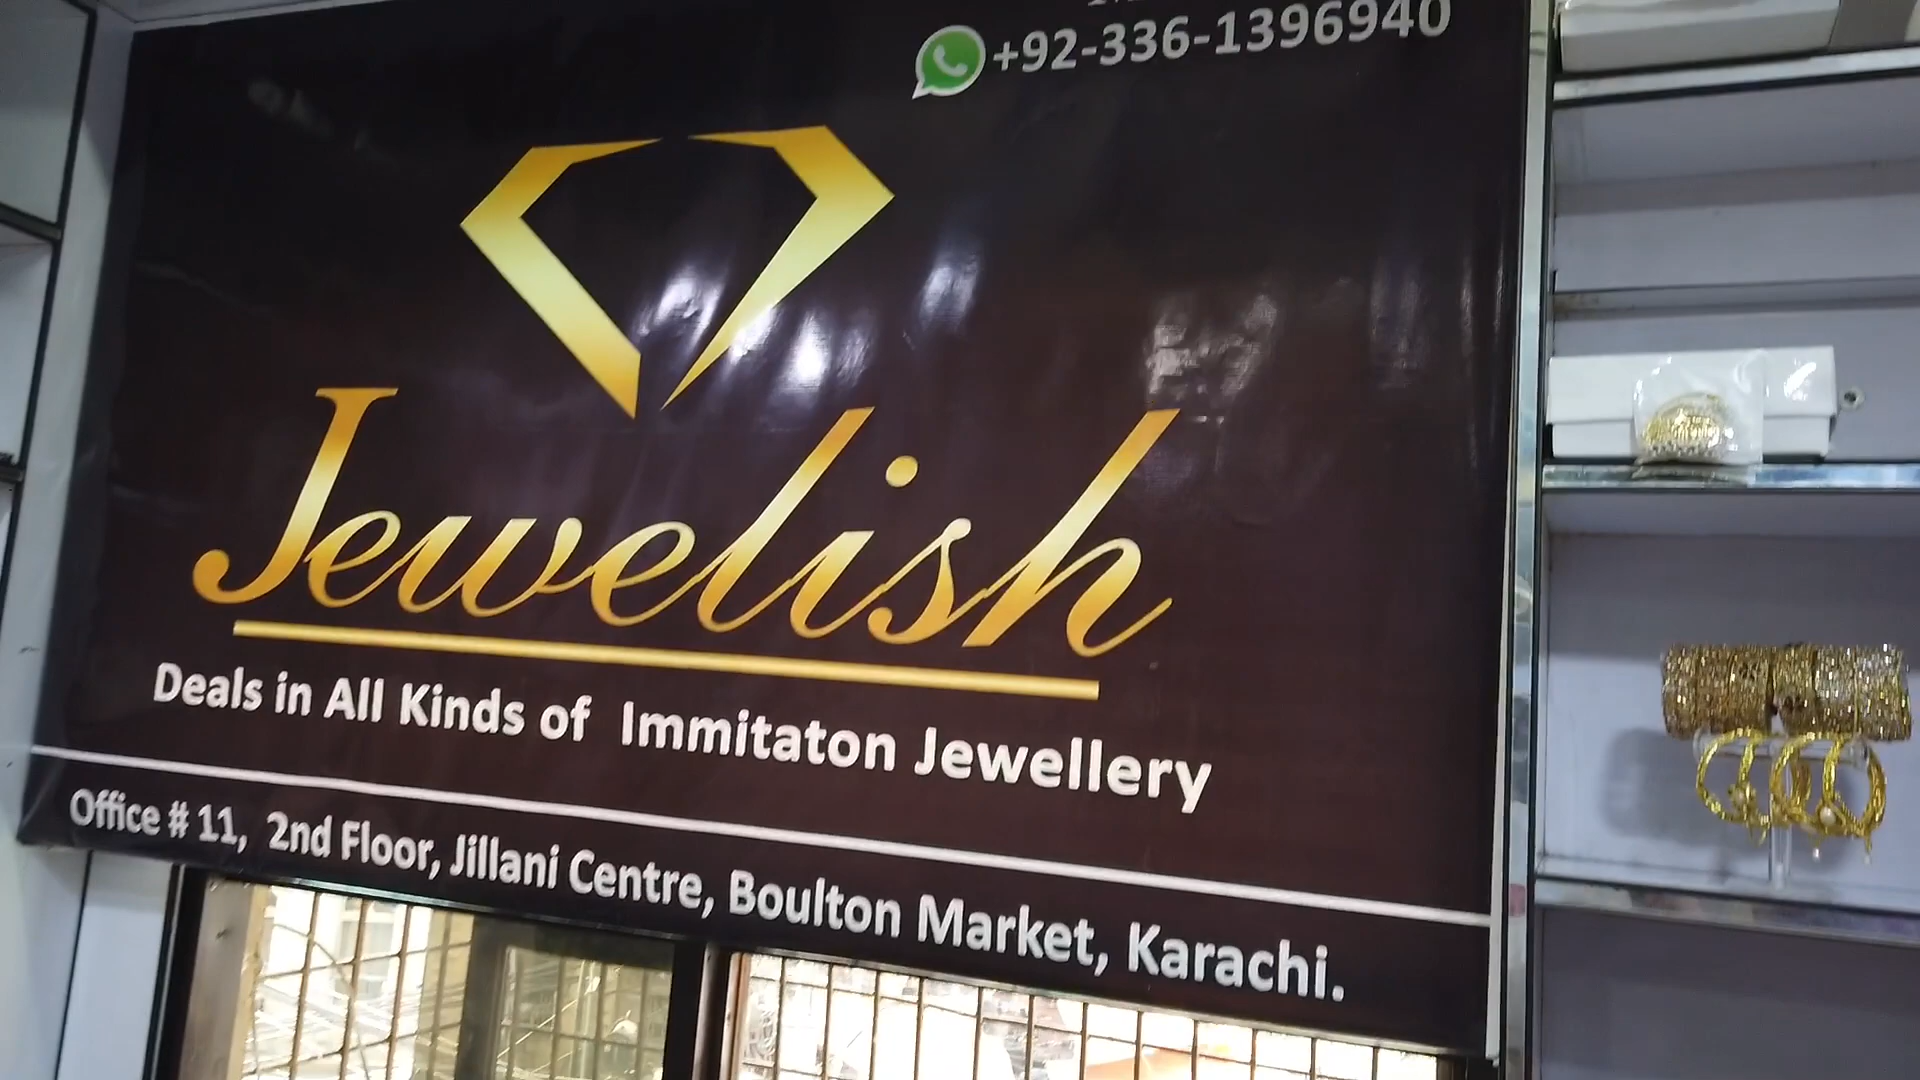 +92-336-1396940
Jewelish
Deals in All Kinds of Immitaton Jewellery
Office # 11, 2nd Floor, Jillani Centre, Boulton Market, Karachi.